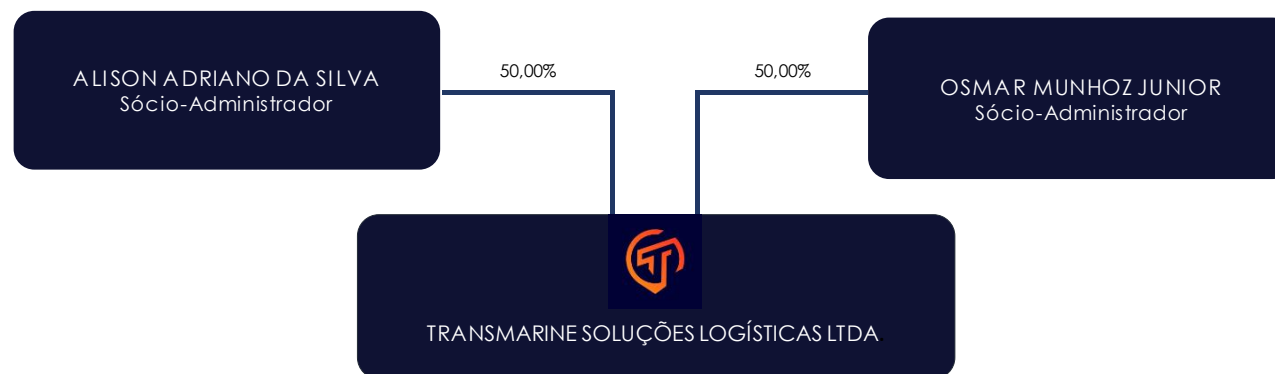 ALISON ADRIANO DA SILVA
Sócio-Administrador
50,00%
50,00%
OSMAR MUNHOZ JUNIOR
Sócio-Administrador
TRANSMARINE SOLUÇÕES LOGÍSTICAS LTDA.